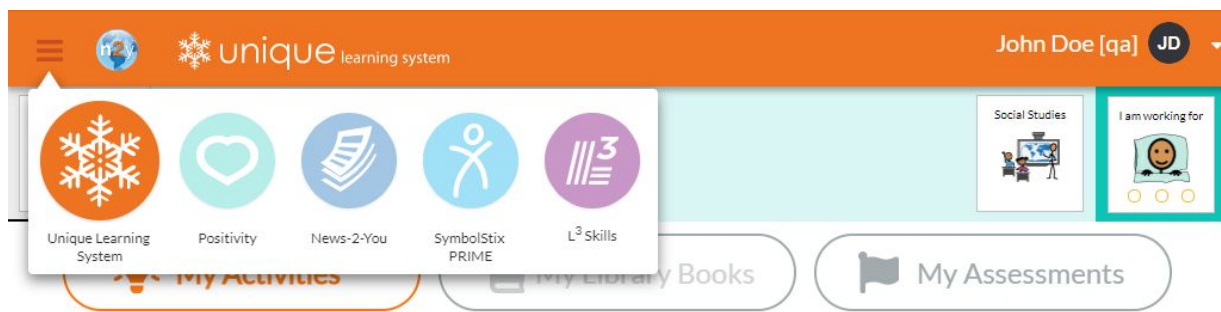 n2y
unique learning system
John Doe [qa] JD
Social Studies
I am working for
3
Unique Learning
System
Positivity
News-2-You
SymbolStix
PRIME
L³ Skills
My Activities
My Library Books
My Assessments